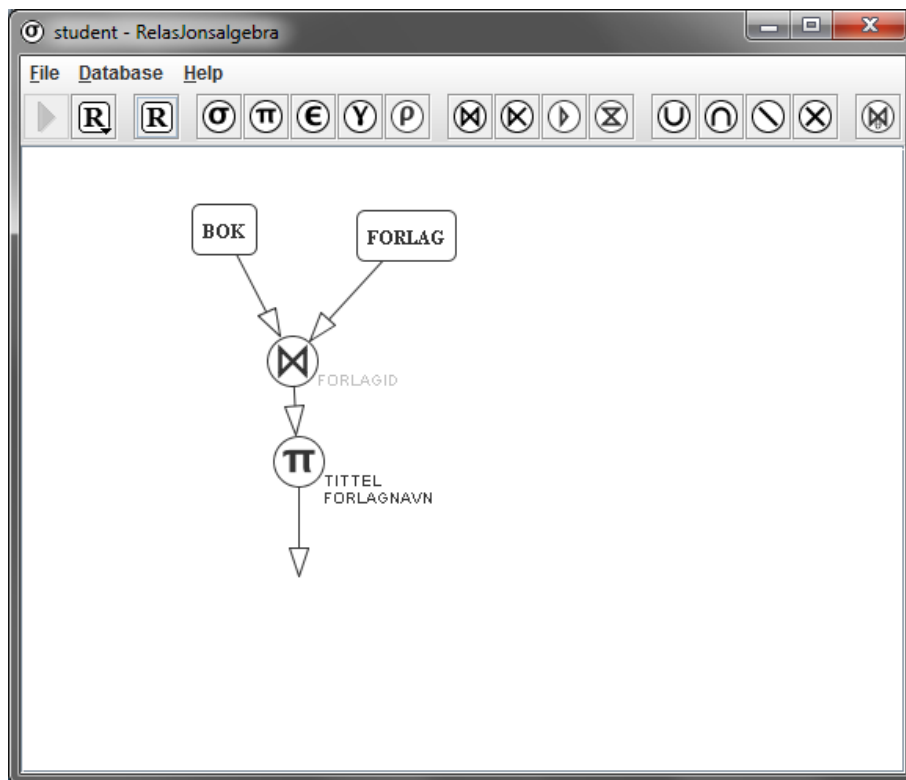 σ student - RelasJonsalgebra
File Database Help
R R σ π ϵ γ ρ ⋈ ⋉ ▷ ⧖ ∪ ∩ \ ×
BOK
FORLAG
⋈
FORLAGID
π
TITTEL
FORLAGNAVN